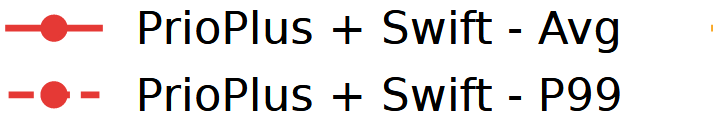 PrioPlus + Swift - Avg
PrioPlus + Swift - P99